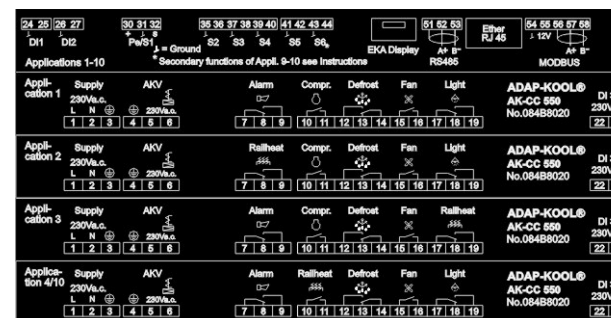 24 25 26 27 30 31 32 35 36 37 38 39 40 41 42 43 44 51 52 53 Ether RJ 45 54 55 56 57 58
+ - S 12V
DI1 DI2 Pe/S1 = Ground S2 S3 S4 S5 S6* EKA Display A+ B- A+ B-
Applications 1-10 * Secondary functions of Appl. 9-10 see Instructions RS485 MODBUS
Appli- Supply AKV Alarm Compr. Defrost Fan Light ADAP-KOOL®
cation 1 230Va.c. AK-CC 550 DI
L N 230Va.c. No.084B8020 230V
1 2 3 4 5 6 7 8 9 10 11 12 13 14 15 16 17 18 19 22
Appli- Supply AKV Railheat Compr. Defrost Fan Light ADAP-KOOL®
cation 2 230Va.c. AK-CC 550 DI
L N 230Va.c. No.084B8020 230V
1 2 3 4 5 6 7 8 9 10 11 12 13 14 15 16 17 18 19 22
Appli- Supply AKV Alarm Compr. Defrost Fan Railheat ADAP-KOOL®
cation 3 230Va.c. AK-CC 550 DI
L N 230Va.c. No.084B8020 230V
1 2 3 4 5 6 7 8 9 10 11 12 13 14 15 16 17 18 19 22
Applica- Supply AKV Alarm Railheat Defrost Fan Light ADAP-KOOL®
tion 4/10 230Va.c. AK-CC 550 DI
L N 230Va.c. No.084B8020 230V
1 2 3 4 5 6 7 8 9 10 11 12 13 14 15 16 17 18 19 22